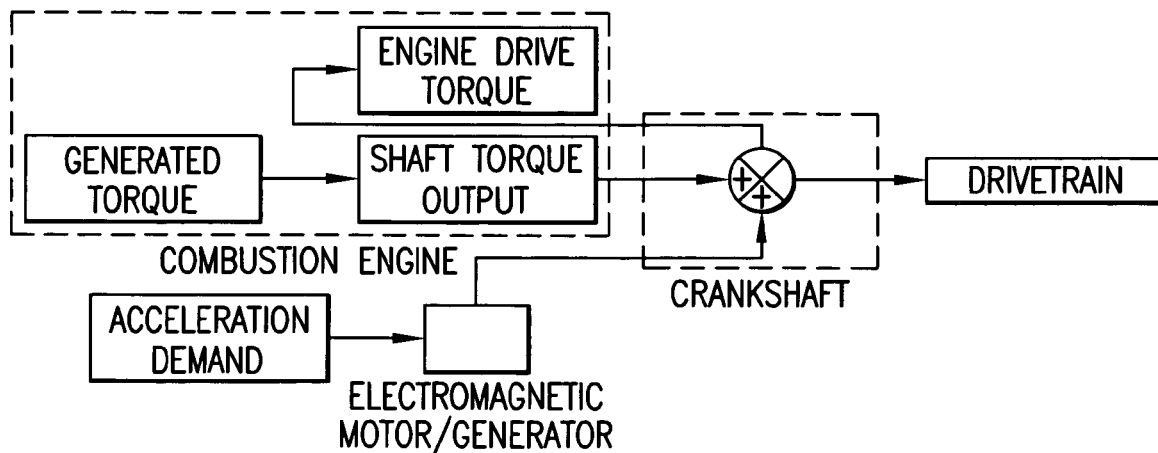 ENGINE DRIVE
TORQUE
GENERATED
TORQUE
SHAFT TORQUE
OUTPUT
+
+
DRIVETRAIN
COMBUSTION ENGINE
CRANKSHAFT
ACCELERATION
DEMAND
ELECTROMAGNETIC
MOTOR/GENERATOR